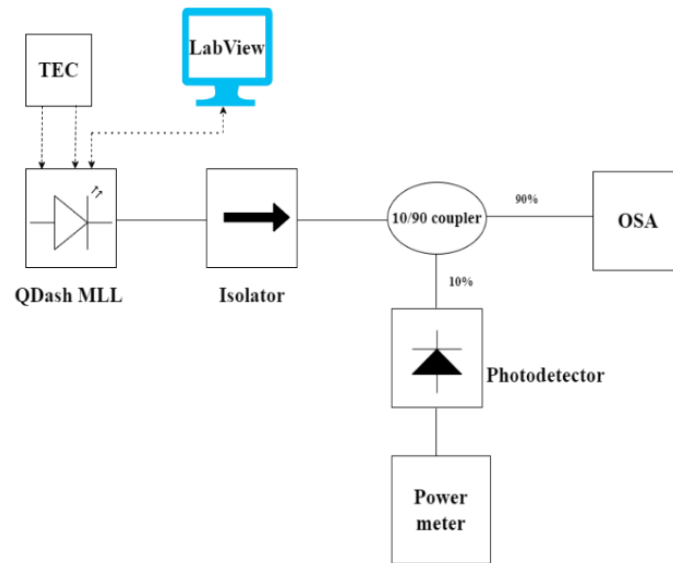 LabView
TEC
10/90 coupler
90%
OSA
QDash MLL
Isolator
10%
Photodetector
Power
meter